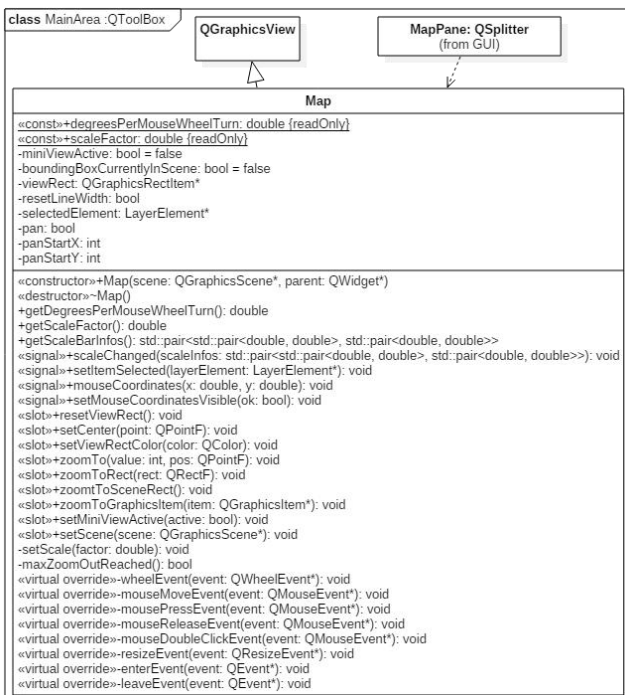 class MainArea :QToolBox
QGraphicsView
MapPane: QSplitter
(from GUI)
Map
«const»+degreesPerMouseWheelTurn: double {readOnly}
«const»+scaleFactor: double {readOnly}
-miniViewActive: bool = false
-boundingBoxCurrentlyInScene: bool = false
-viewRect: QGraphicsRectItem*
-resetLineWidth: bool
-selectedElement: LayerElement*
-pan: bool
-panStartX: int
-panStartY: int
«constructor»+Map(scene: QGraphicsScene*, parent: QWidget*)
«destructor»~Map()
+getDegreesPerMouseWheelTurn(): double
+getScaleFactor(): double
+getScaleBarInfos(): std::pair<std::pair<double, double>, std::pair<double, double>>
«signal»+scaleChanged(scaleInfos: std::pair<std::pair<double, double>, std::pair<double, double>>): void
«signal»+setItemSelected(layerElement: LayerElement*): void
«signal»+mouseCoordinates(x: double, y: double): void
«signal»+setMouseCoordinatesVisible(ok: bool): void
«slot»+resetViewRect(): void
«slot»+setCenter(point: QPointF): void
«slot»+setViewRectColor(color: QColor): void
«slot»+zoomTo(value: int, pos: QPointF): void
«slot»+zoomToRect(rect: QRectF): void
«slot»+zoomtToSceneRect(): void
«slot»+zoomToGraphicsItem(item: QGraphicsItem*): void
«slot»+setMiniViewActive(active: bool): void
«slot»+setScene(scene: QGraphicsScene*): void
-setScale(factor: double): void
-maxZoomOutReached(): bool
«virtual override»-wheelEvent(event: QWheelEvent*): void
«virtual override»-mouseMoveEvent(event: QMouseEvent*): void
«virtual override»-mousePressEvent(event: QMouseEvent*): void
«virtual override»-mouseReleaseEvent(event: QMouseEvent*): void
«virtual override»-mouseDoubleClickEvent(event: QMouseEvent*): void
«virtual override»-resizeEvent(event: QResizeEvent*): void
«virtual override»-enterEvent(event: QEvent*): void
«virtual override»-leaveEvent(event: QEvent*): void